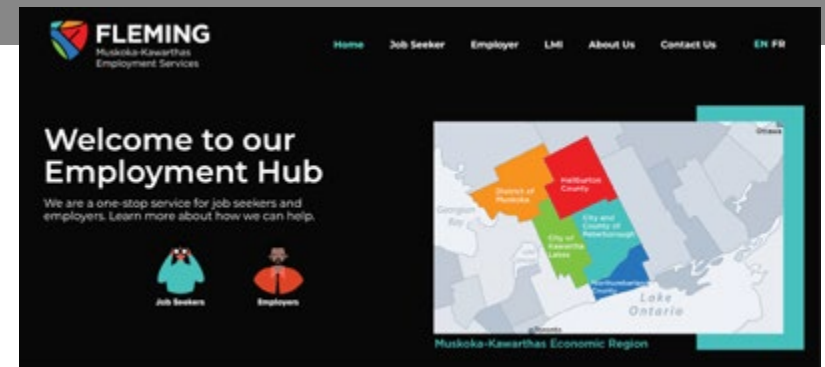 FLEMING
Muskoka-Kawarthas
Employment Services
Home Job Seeker Employer LMI About Us Contact Us EN FR
Welcome to our
Employment Hub
We are a one-stop service for job seekers and
employers. Learn more about how we can help.
Job Seekers Employers
Ottawa
District of
Muskoka
Haliburton
County
Georgian
Bay
City and
County of
Peterborough
City of
Kawartha
Lakes
Northumberland
County
Lake
Ontario
Toronto
Muskoka-Kawarthas Economic Region